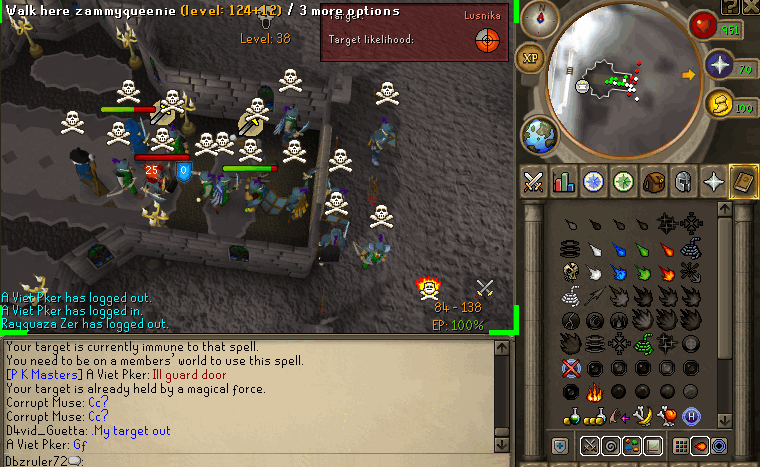 Walk here zammyqueenie (level: 124+12) / 3 more options
Target
Lusnika
Level: 38
Target likelihood:
951
XP
70
100
25
0
A Viet Pker has logged out.
A Viet Pker has logged in.
Rayquaza Zer has logged out.
84 - 138
EP: 100%
Your target is currently immune to that spell.
You need to be on a members' world to use this spell.
[P K Masters] A Viet Pker: Ill guard door
Your target is already held by a magical force.
Corrupt Muse: Cc?
Corrupt Muse: Cc?
D4vid_Guetta: .My target out
A Viet Pker: Gf
Dbzruler72:
H